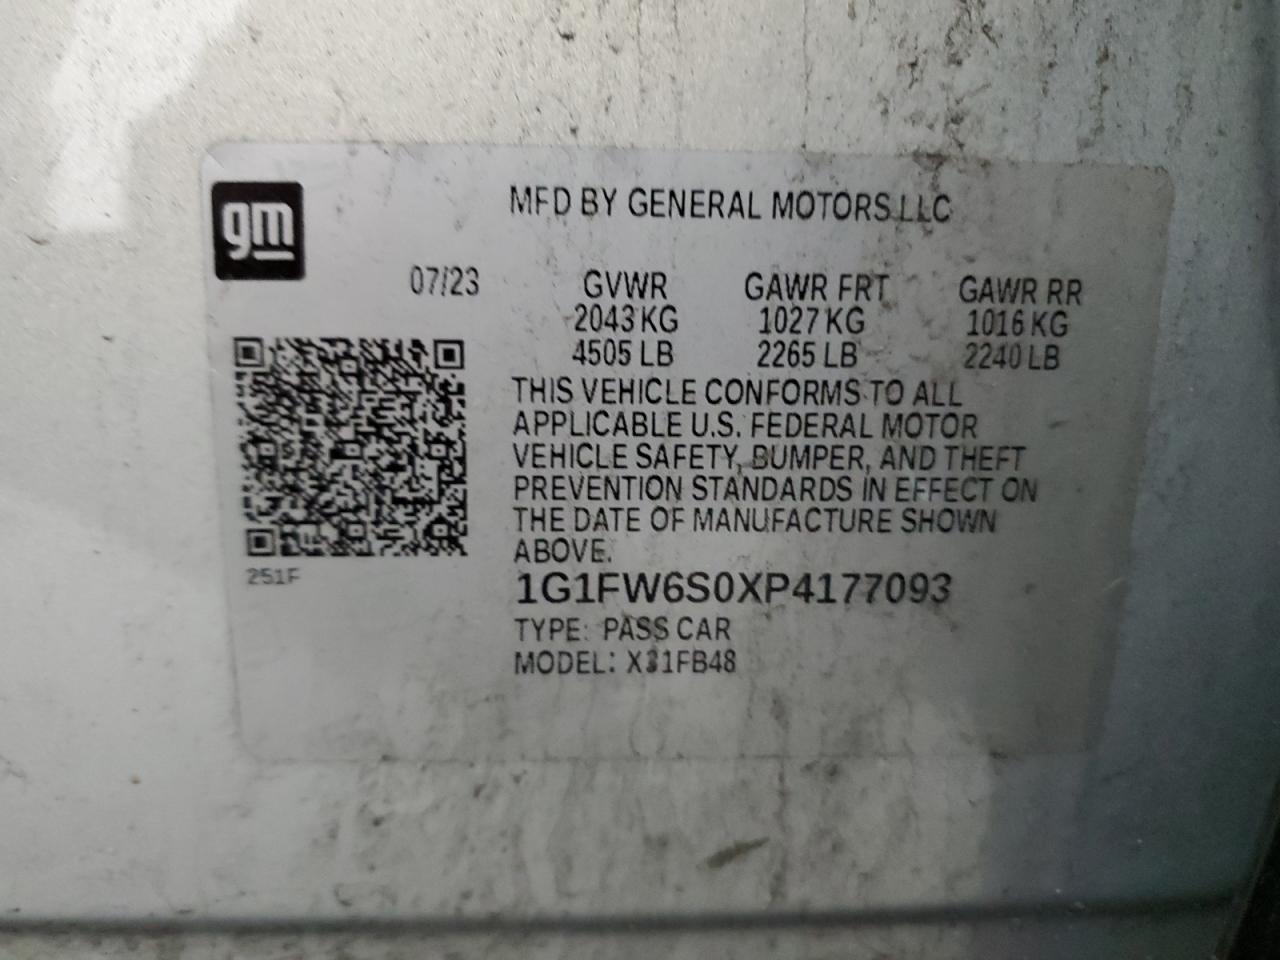 gm
MFD BY GENERAL MOTORS LLC
07/23
GVWR GAWR FRT GAWR RR
2043 KG 1027 KG 1016 KG
4505 LB 2265 LB 2240 LB
THIS VEHICLE CONFORMS TO ALL
APPLICABLE U.S. FEDERAL MOTOR
VEHICLE SAFETY, BUMPER, AND THEFT
PREVENTION STANDARDS IN EFFECT ON
THE DATE OF MANUFACTURE SHOWN
ABOVE.
251F
1G1FW6S0XP4177093
TYPE: PASS CAR
MODEL: